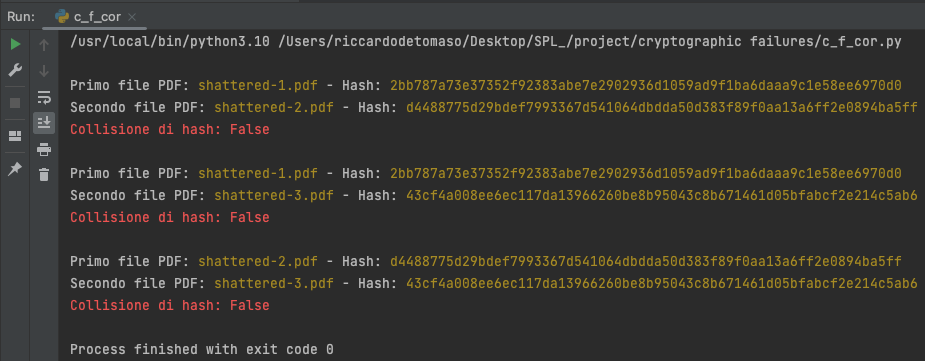 Run: c_f_cor
/usr/local/bin/python3.10 /Users/riccardodetomaso/Desktop/SPL_/project/cryptographic failures/c_f_cor.py
Primo file PDF: shattered-1.pdf - Hash: 2bb787a73e37352f92383abe7e2902936d1059ad9f1ba6daaa9c1e58ee6970d0
Secondo file PDF: shattered-2.pdf - Hash: d4488775d29bdef7993367d541064dbdda50d383f89f0aa13a6ff2e0894ba5ff
Collisione di hash: False
Primo file PDF: shattered-1.pdf - Hash: 2bb787a73e37352f92383abe7e2902936d1059ad9f1ba6daaa9c1e58ee6970d0
Secondo file PDF: shattered-3.pdf - Hash: 43cf4a008ee6ec117da13966260be8b95043c8b671461d05bfabcf2e214c5ab6
Collisione di hash: False
Primo file PDF: shattered-2.pdf - Hash: d4488775d29bdef7993367d541064dbdda50d383f89f0aa13a6ff2e0894ba5ff
Secondo file PDF: shattered-3.pdf - Hash: 43cf4a008ee6ec117da13966260be8b95043c8b671461d05bfabcf2e214c5ab6
Collisione di hash: False
Process finished with exit code 0